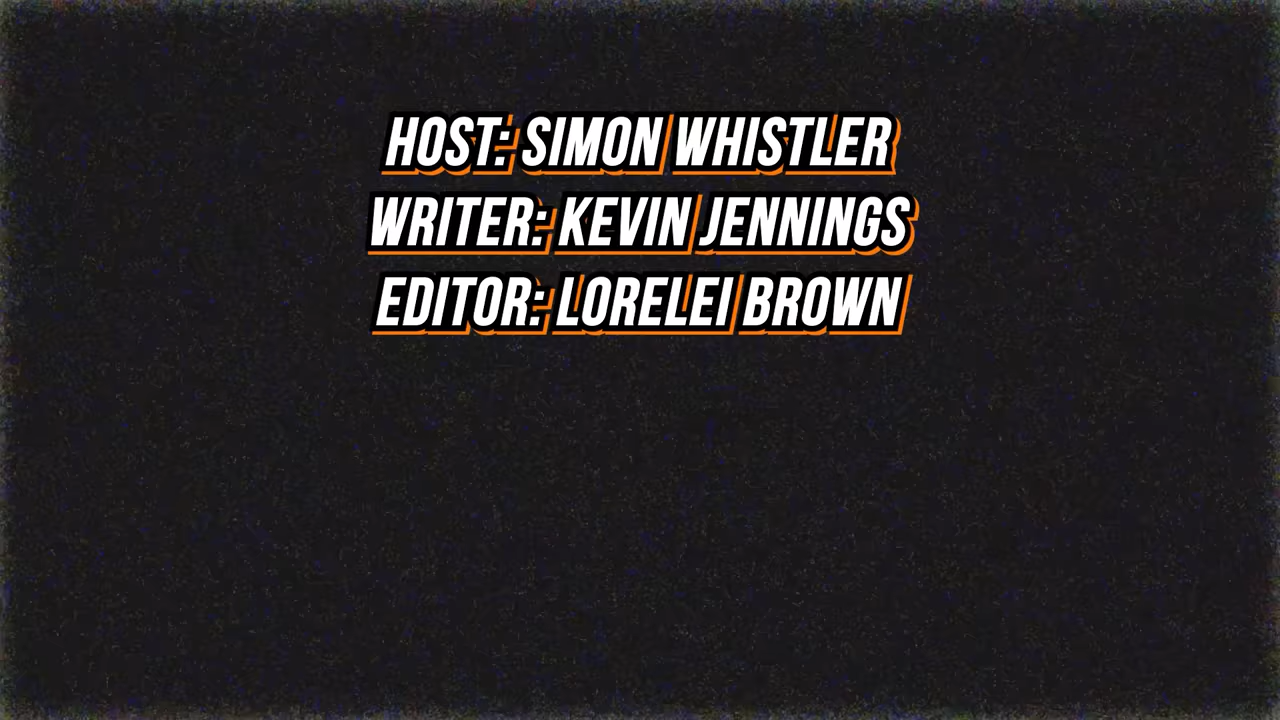 HOST: SIMON WHISTLER
WRITER: KEVIN JENNINGS
EDITOR: LORELEI BROWN